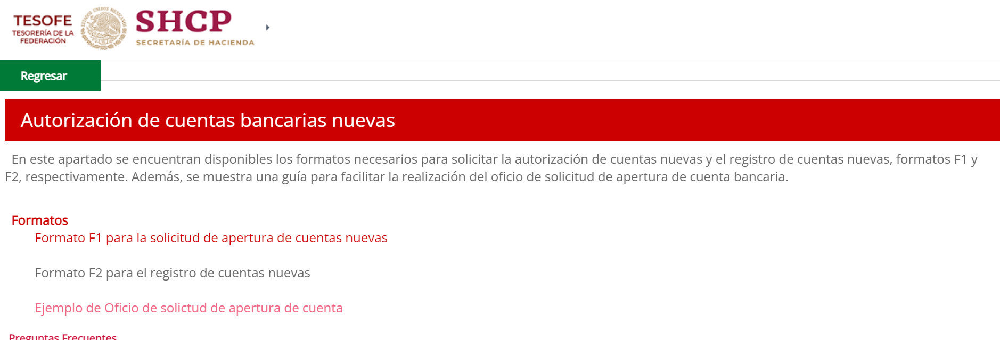 TESOFE
TESORERÍA DE LA
FEDERACIÓN
ESTADOS UNIDOS MEXICANOS
SHCP
SECRETARÍA DE HACIENDA
Regresar
Autorización de cuentas bancarias nuevas
En este apartado se encuentran disponibles los formatos necesarios para solicitar la autorización de cuentas nuevas y el registro de cuentas nuevas, formatos F1 y
F2, respectivamente. Además, se muestra una guía para facilitar la realización del oficio de solicitud de apertura de cuenta bancaria.
Formatos
Formato F1 para la solicitud de apertura de cuentas nuevas
Formato F2 para el registro de cuentas nuevas
Ejemplo de Oficio de solictud de apertura de cuenta
Preguntas Frecuentes